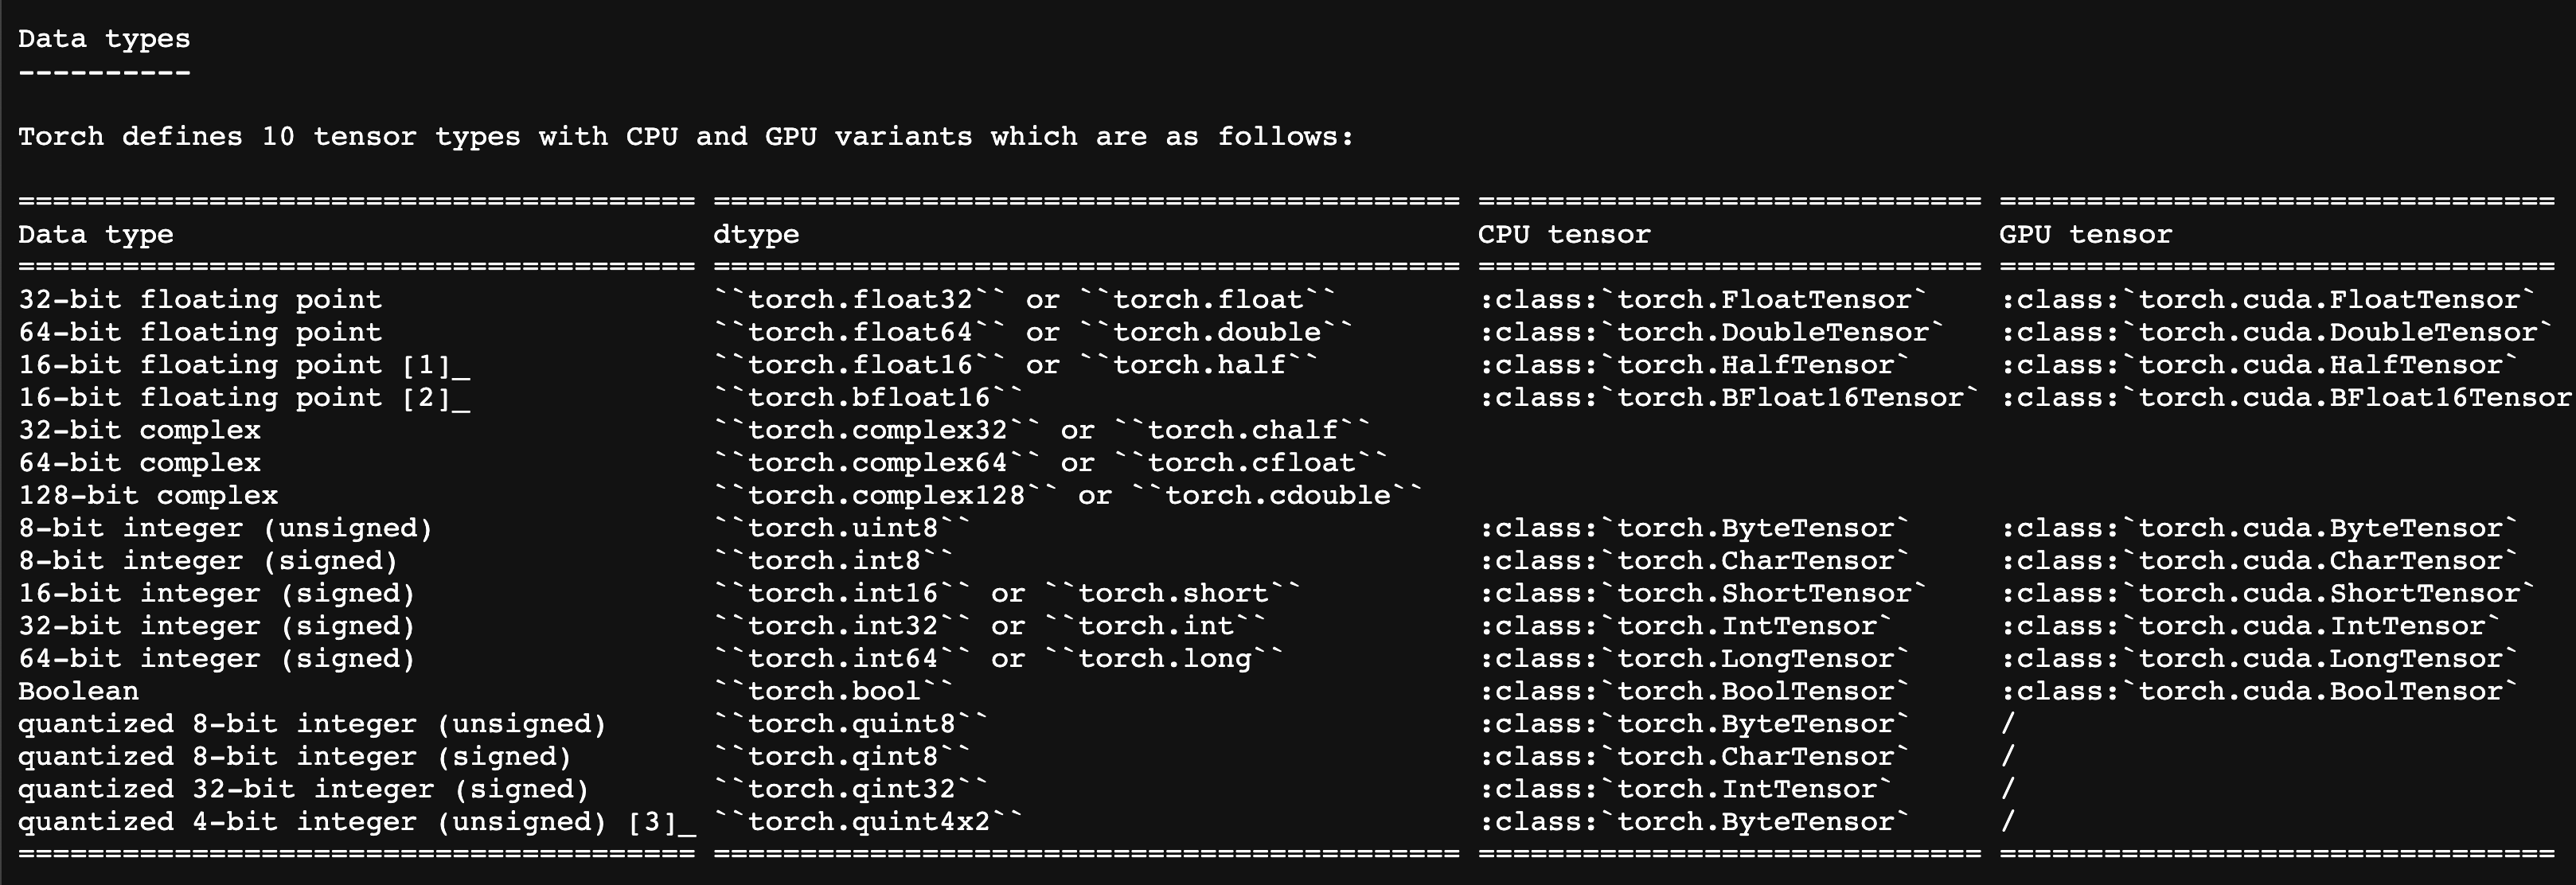 Data types
----------
Torch defines 10 tensor types with CPU and GPU variants which are as follows:
======================================= =========================================== ============================= ================================
Data type                               dtype                                       CPU tensor                    GPU tensor
======================================= =========================================== ============================= ================================
32-bit floating point                   ``torch.float32`` or ``torch.float``        :class:`torch.FloatTensor`    :class:`torch.cuda.FloatTensor`
64-bit floating point                   ``torch.float64`` or ``torch.double``       :class:`torch.DoubleTensor`   :class:`torch.cuda.DoubleTensor`
16-bit floating point [1]_              ``torch.float16`` or ``torch.half``         :class:`torch.HalfTensor`     :class:`torch.cuda.HalfTensor`
16-bit floating point [2]_              ``torch.bfloat16``                          :class:`torch.BFloat16Tensor` :class:`torch.cuda.BFloat16Tensor
32-bit complex                          ``torch.complex32`` or ``torch.chalf``
64-bit complex                          ``torch.complex64`` or ``torch.cfloat``
128-bit complex                         ``torch.complex128`` or ``torch.cdouble``
8-bit integer (unsigned)                ``torch.uint8``                             :class:`torch.ByteTensor`     :class:`torch.cuda.ByteTensor`
8-bit integer (signed)                  ``torch.int8``                              :class:`torch.CharTensor`     :class:`torch.cuda.CharTensor`
16-bit integer (signed)                 ``torch.int16`` or ``torch.short``          :class:`torch.ShortTensor`    :class:`torch.cuda.ShortTensor`
32-bit integer (signed)                 ``torch.int32`` or ``torch.int``            :class:`torch.IntTensor`      :class:`torch.cuda.IntTensor`
64-bit integer (signed)                 ``torch.int64`` or ``torch.long``           :class:`torch.LongTensor`     :class:`torch.cuda.LongTensor`
Boolean                                 ``torch.bool``                              :class:`torch.BoolTensor`     :class:`torch.cuda.BoolTensor`
quantized 8-bit integer (unsigned)      ``torch.quint8``                            :class:`torch.ByteTensor`     /
quantized 8-bit integer (signed)        ``torch.qint8``                             :class:`torch.CharTensor`     /
quantized 32-bit integer (signed)       ``torch.qint32``                            :class:`torch.IntTensor`      /
quantized 4-bit integer (unsigned) [3]_ ``torch.quint4x2``                          :class:`torch.ByteTensor`     /
======================================= =========================================== ============================= ================================